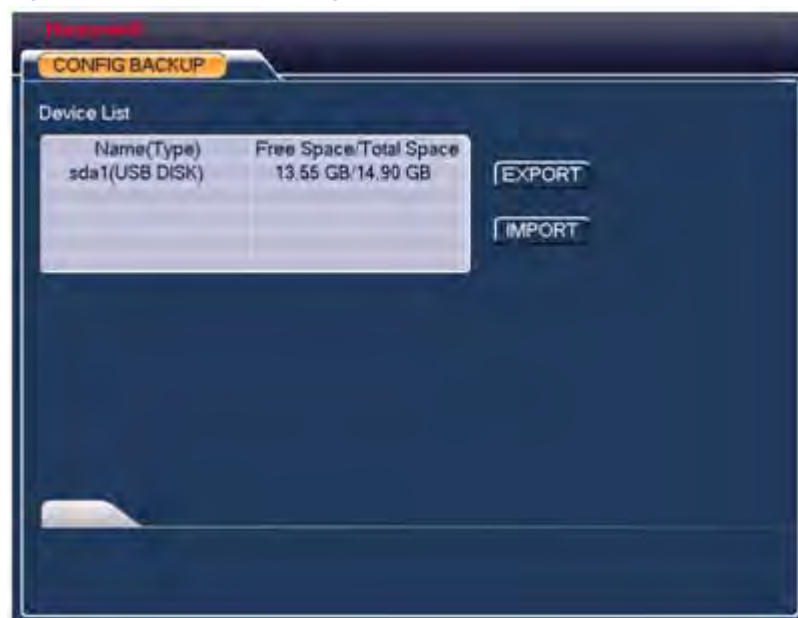 Honeywell
CONFIG BACKUP
Device List
Name(Type) Free Space/Total Space
sda1(USB DISK) 13.55 GB/14.90 GB
EXPORT
IMPORT